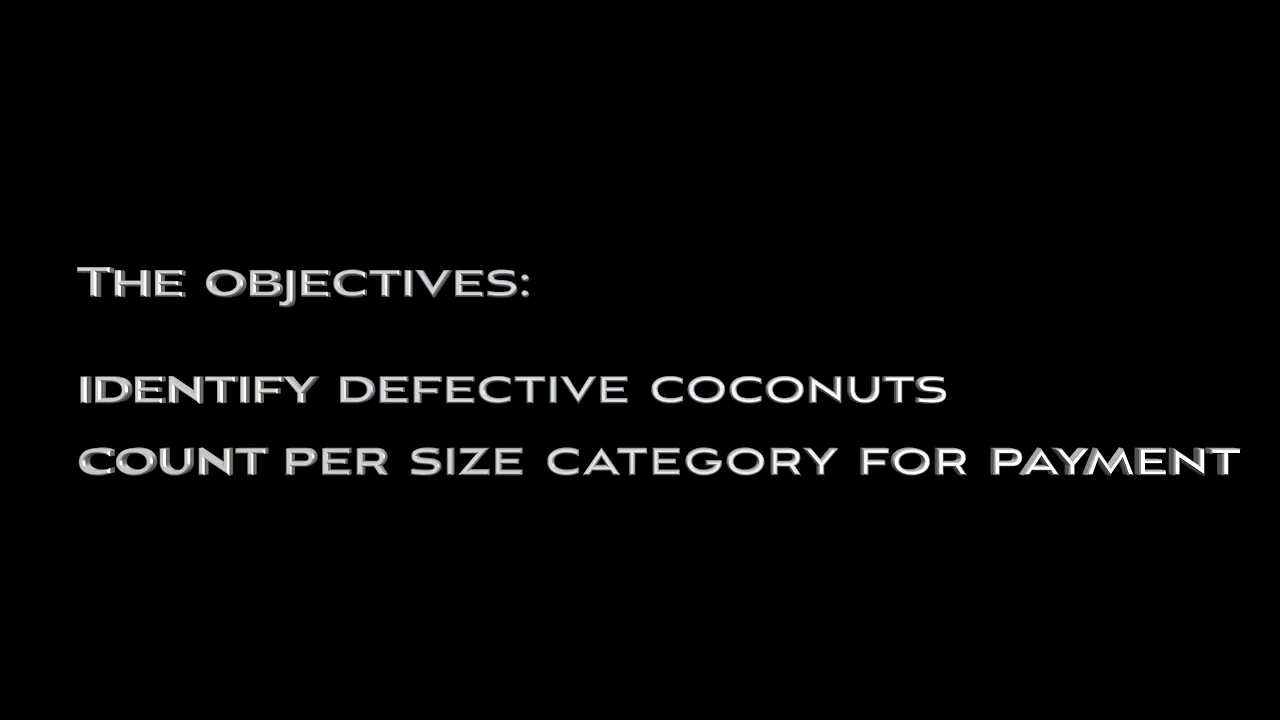 The objectives:
identify defective coconuts
count per size category for payment